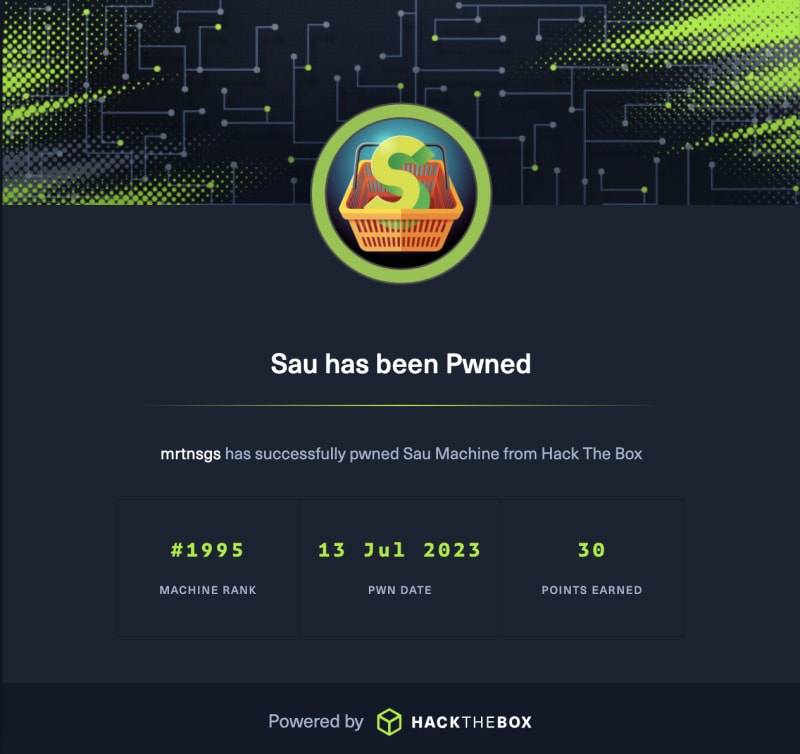 S
Sau has been Pwned
mrtnsgs has successfully pwned Sau Machine from Hack The Box
#1995
13 Jul 2023
30
MACHINE RANK
PWN DATE
POINTS EARNED
Powered by HACKTHEBOX